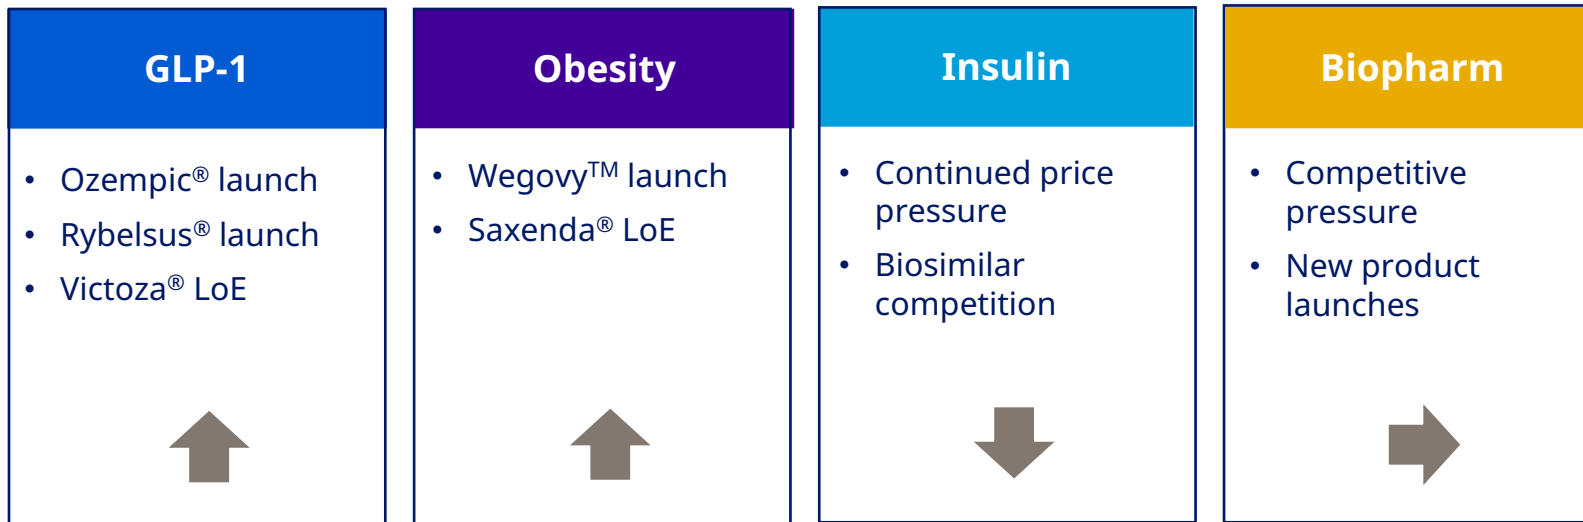 GLP-1
• Ozempic® launch
• Rybelsus® launch
• Victoza® LoE
Obesity
• Wegovy™ launch
• Saxenda® LoE
Insulin
• Continued price
pressure
• Biosimilar
competition
Biopharm
• Competitive
pressure
• New product
launches